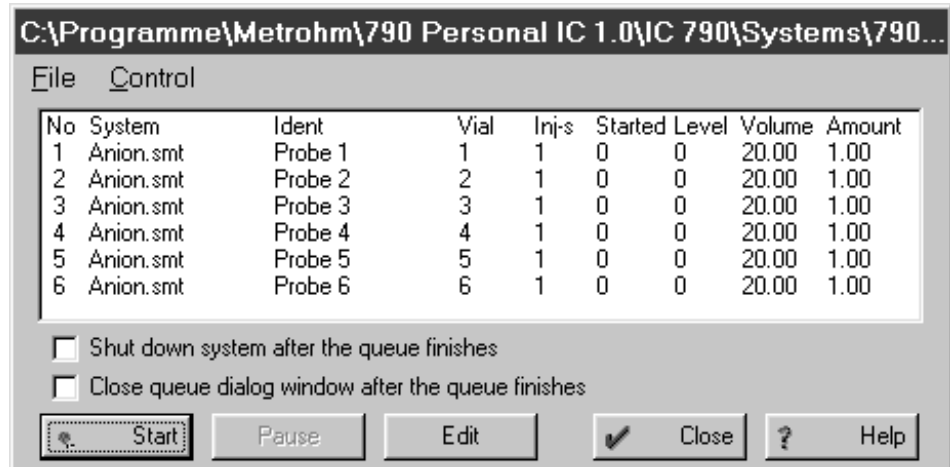 C:\Programme\Metrohm\790 Personal IC 1.0\IC 790\Systems\790...
File Control
No System Ident Vial Inj-s Started Level Volume Amount
1 Anion.smt Probe 1 1 1 0 0 20.00 1.00
2 Anion.smt Probe 2 2 1 0 0 20.00 1.00
3 Anion.smt Probe 3 3 1 0 0 20.00 1.00
4 Anion.smt Probe 4 4 1 0 0 20.00 1.00
5 Anion.smt Probe 5 5 1 0 0 20.00 1.00
6 Anion.smt Probe 6 6 1 0 0 20.00 1.00
Shut down system after the queue finishes
Close queue dialog window after the queue finishes
Start Pause Edit Close ? Help